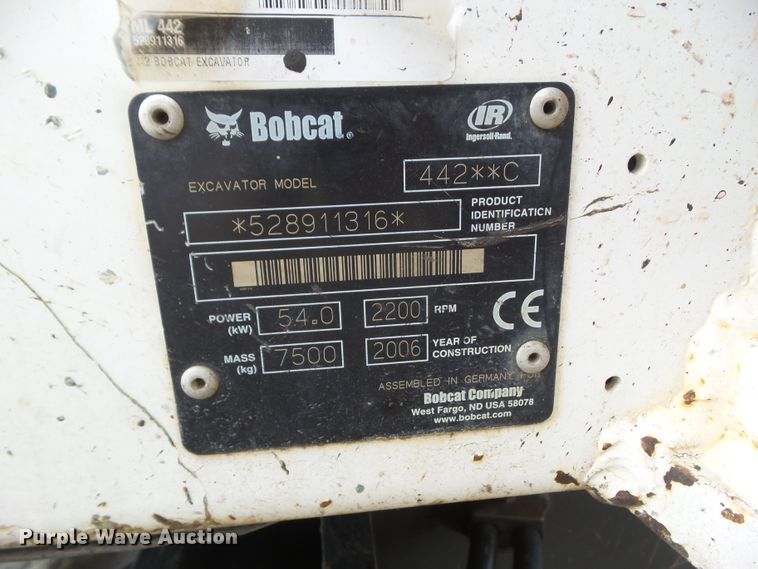 ML 442
528911316
442 BOBCAT EXCAVATOR
Bobcat®
IR
Ingersoll-Rand®
EXCAVATOR MODEL
442**C
*528911316*
PRODUCT
IDENTIFICATION
NUMBER
POWER
(kW)
54.0
2200
RPM
CE
MASS
(kg)
7500
2006
YEAR OF
CONSTRUCTION
ASSEMBLED IN GERMANY FOR
Bobcat Company
West Fargo, ND USA 58078
www.bobcat.com
Purple Wave Auction®